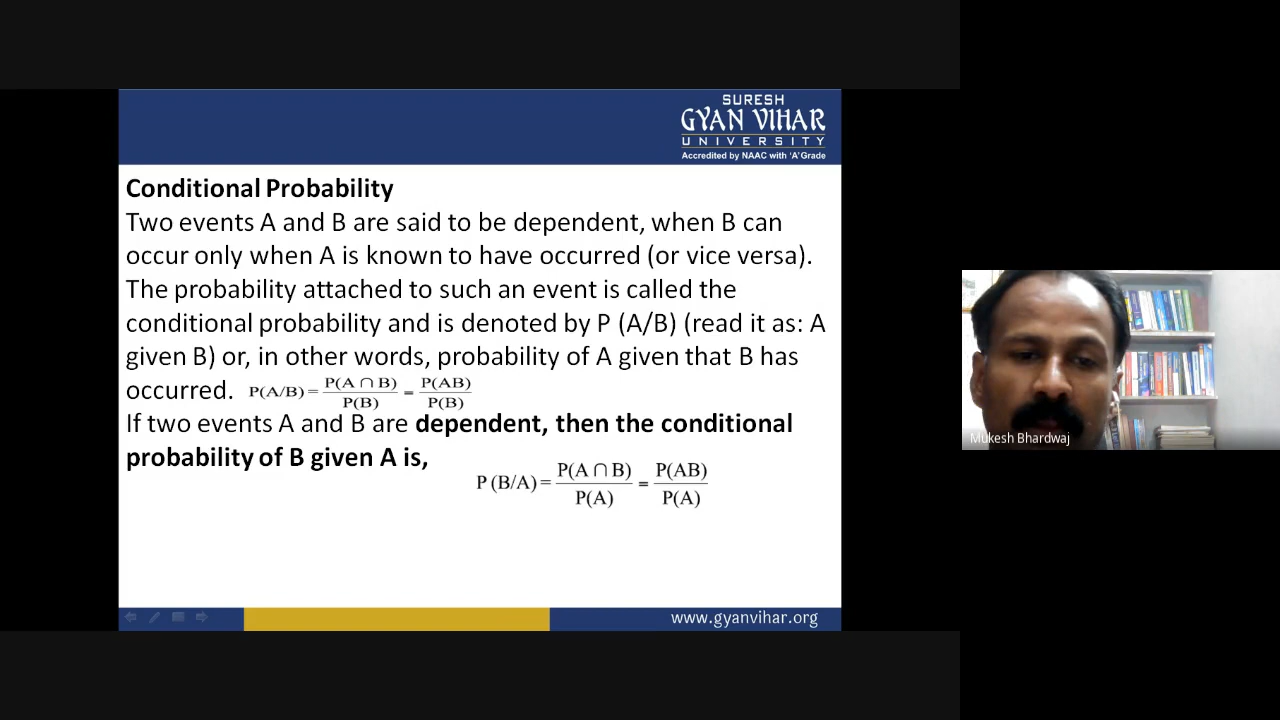 SURESH
GYAN VIHAR
UNIVERSITY
Accredited by NAAC with 'A' Grade
Conditional Probability
Two events A and B are said to be dependent, when B can
occur only when A is known to have occurred (or vice versa).
The probability attached to such an event is called the
conditional probability and is denoted by P (A/B) (read it as: A
given B) or, in other words, probability of A given that B has
occurred. P(A/B) = P(A ∩ B) / P(B) = P(AB) / P(B)
If two events A and B are dependent, then the conditional
probability of B given A is,
P (B/A) = P(A ∩ B) / P(A) = P(AB) / P(A)
www.gyanvihar.org
Mukesh Bhardwaj